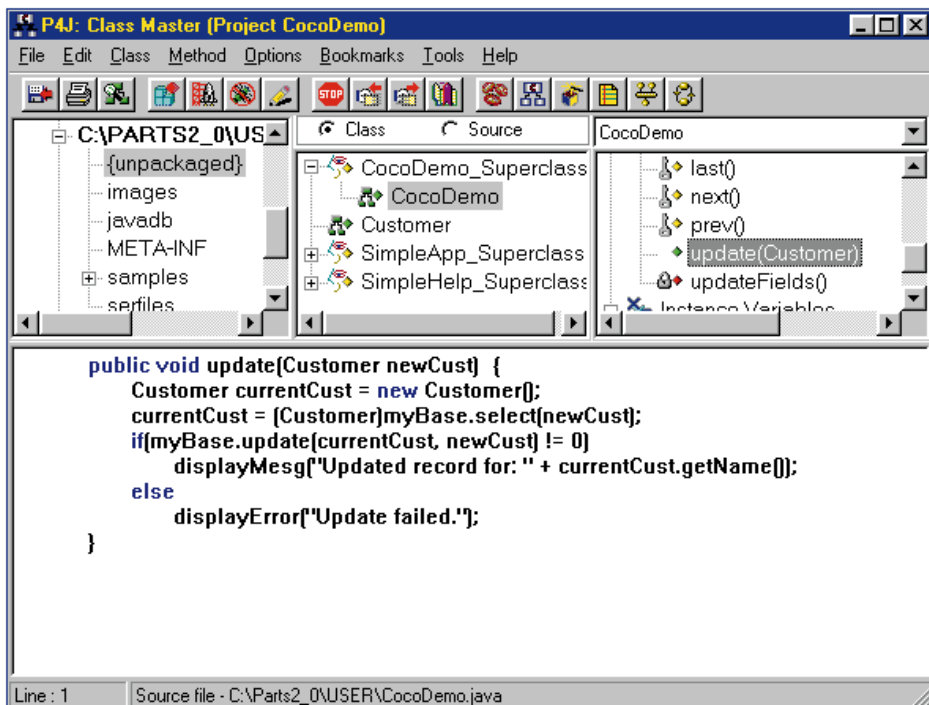 P4J: Class Master (Project CocoDemo)
File Edit Class Method Options Bookmarks Tools Help
STOP
C:\PARTS2_0\US
{unpackaged}
images
javadb
META-INF
samples
serfiles
Class Source
CocoDemo_Superclass
CocoDemo
Customer
SimpleApp_Superclass
SimpleHelp_Superclass
CocoDemo
last()
next()
prev()
update(Customer)
updateFields()
Instance Variables
public void update(Customer newCust) {
Customer currentCust = new Customer();
currentCust = (Customer)myBase.select(newCust);
if(myBase.update(currentCust, newCust) != 0)
displayMesg("Updated record for: " + currentCust.getName());
else
displayError("Update failed.");
}
Line : 1 Source file - C:\Parts2_0\USER\CocoDemo.java